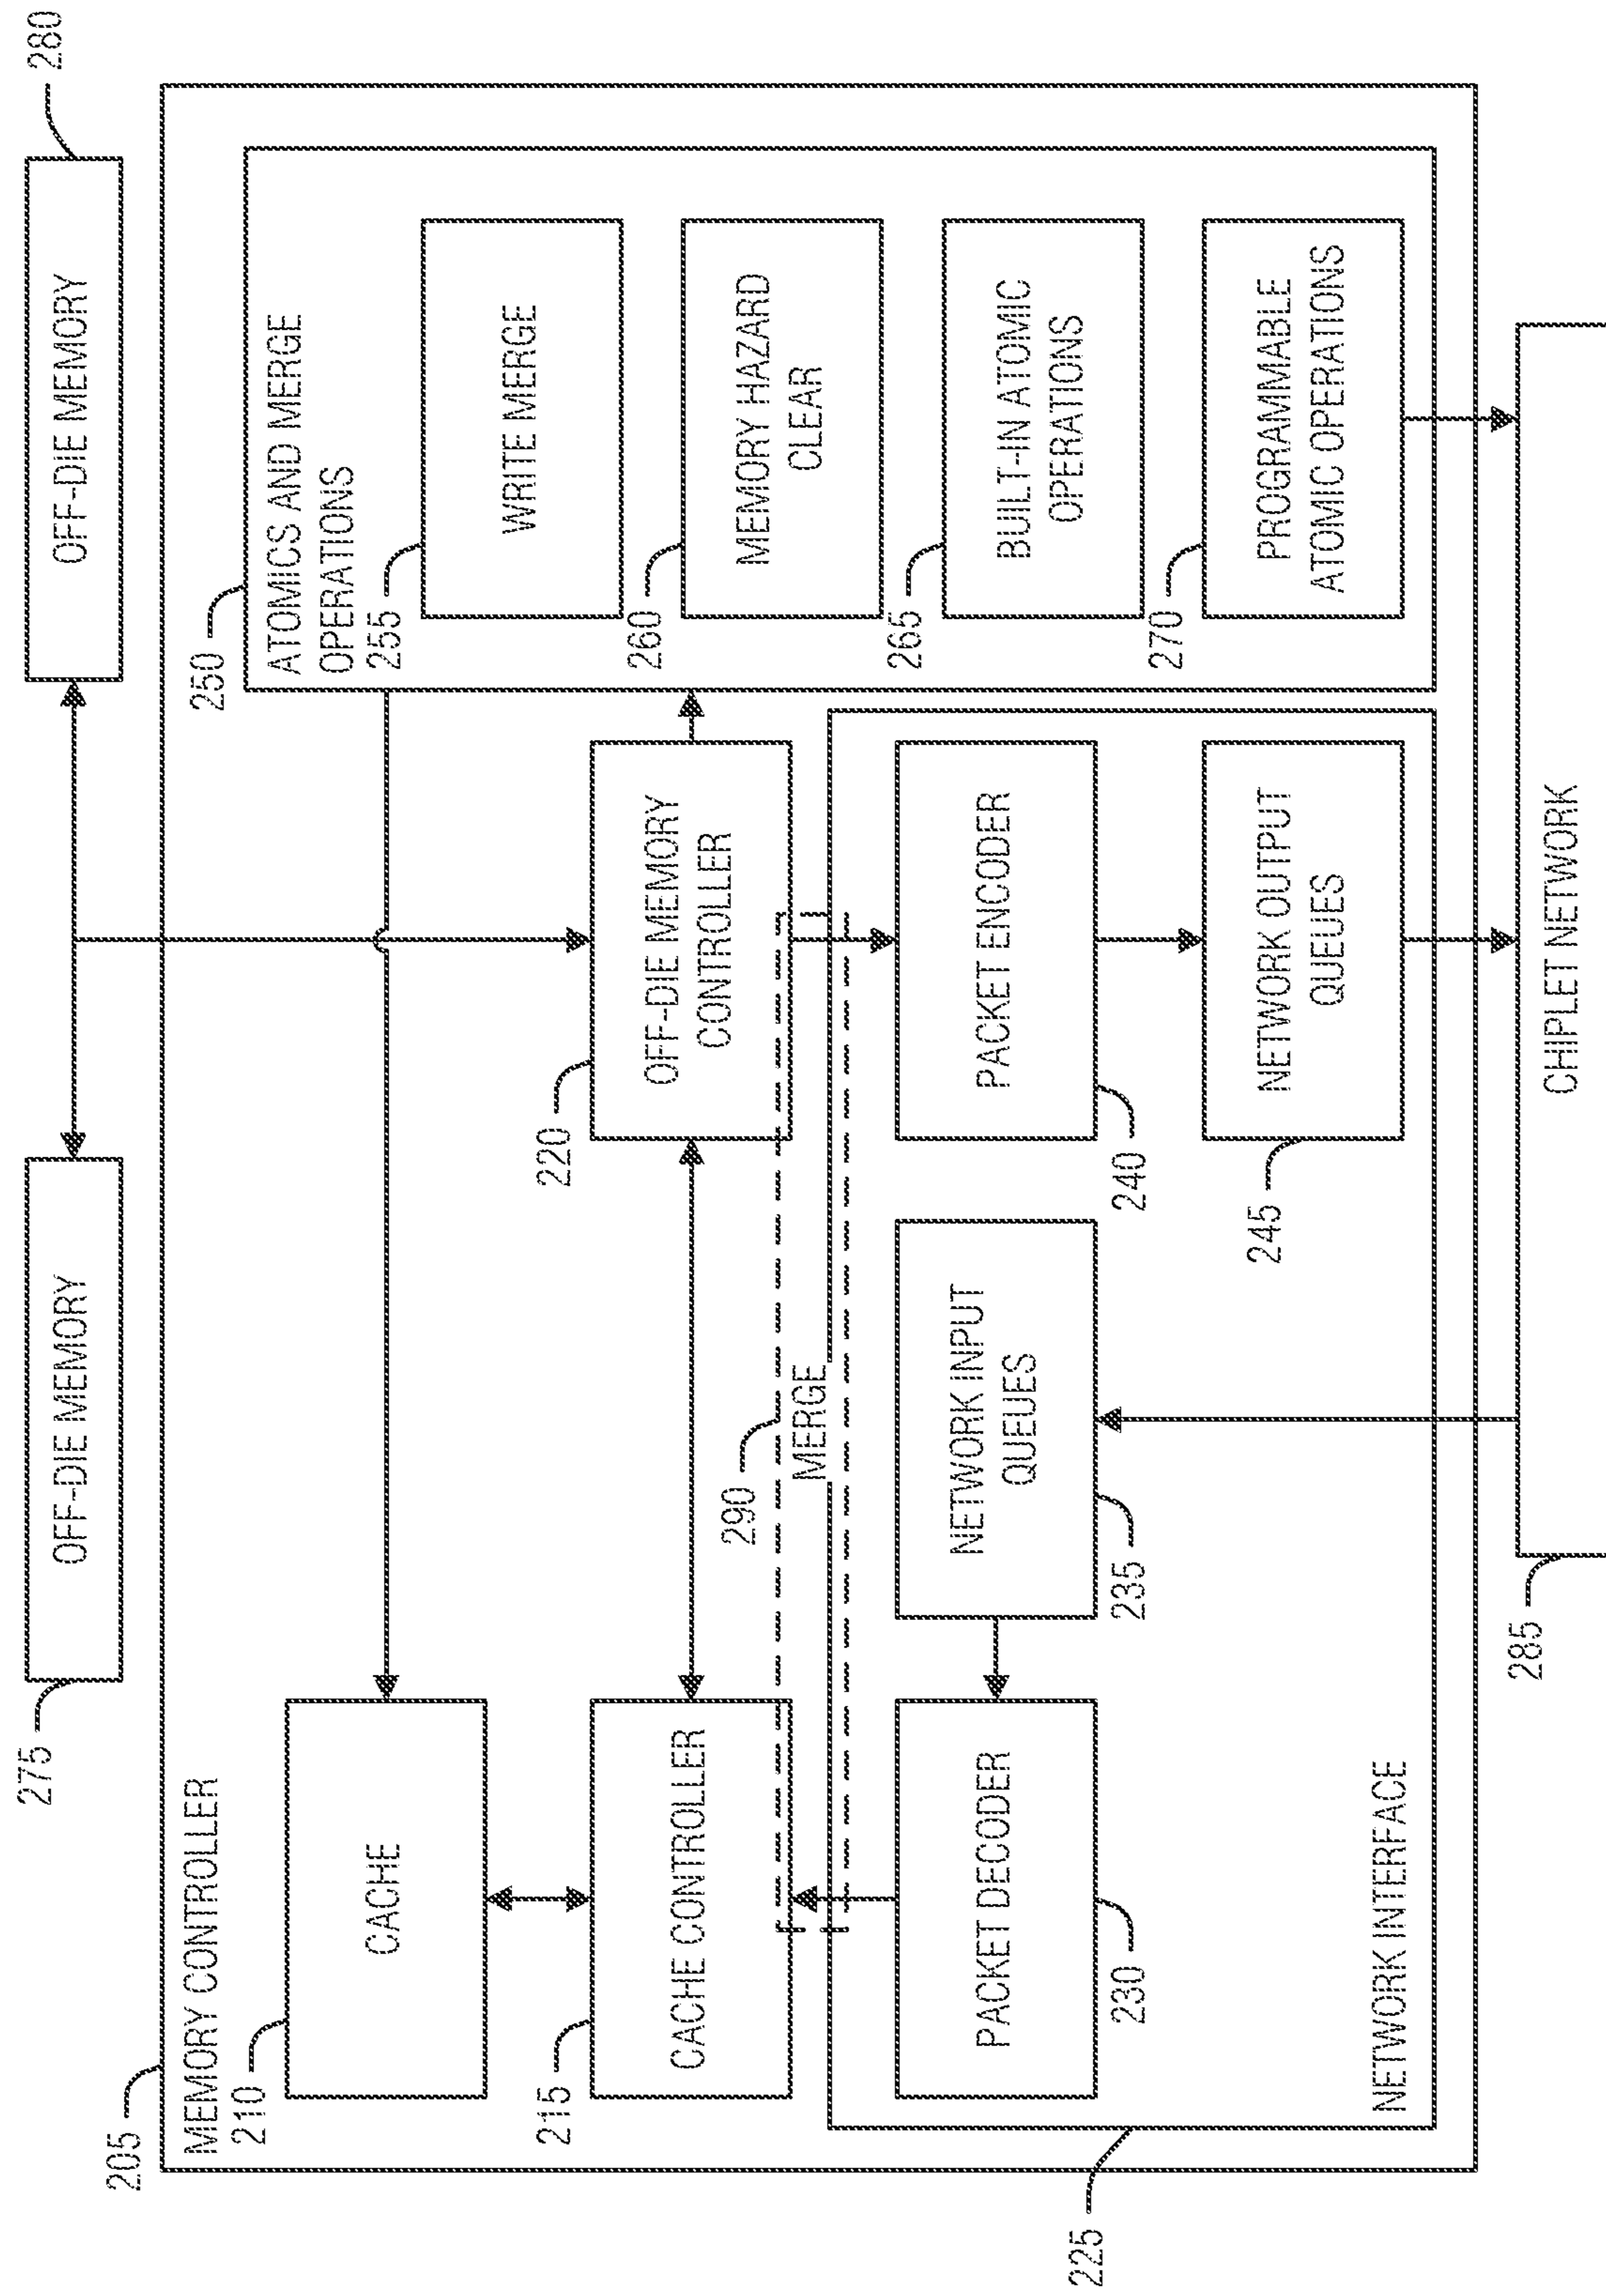 275
OFF-DIE MEMORY
OFF-DIE MEMORY
280
205
MEMORY CONTROLLER
210
CACHE
250
ATOMICS AND MERGE
OPERATIONS
255
WRITE MERGE
215
CACHE CONTROLLER
220
OFF-DIE MEMORY
CONTROLLER
260
MEMORY HAZARD
CLEAR
290
MERGE
265
BUILT-IN ATOMIC
OPERATIONS
PACKET DECODER
230
NETWORK INPUT
QUEUES
235
PACKET ENCODER
240
270
PROGRAMMABLE
ATOMIC OPERATIONS
245
NETWORK OUTPUT
QUEUES
225
NETWORK INTERFACE
285
CHIPLET NETWORK